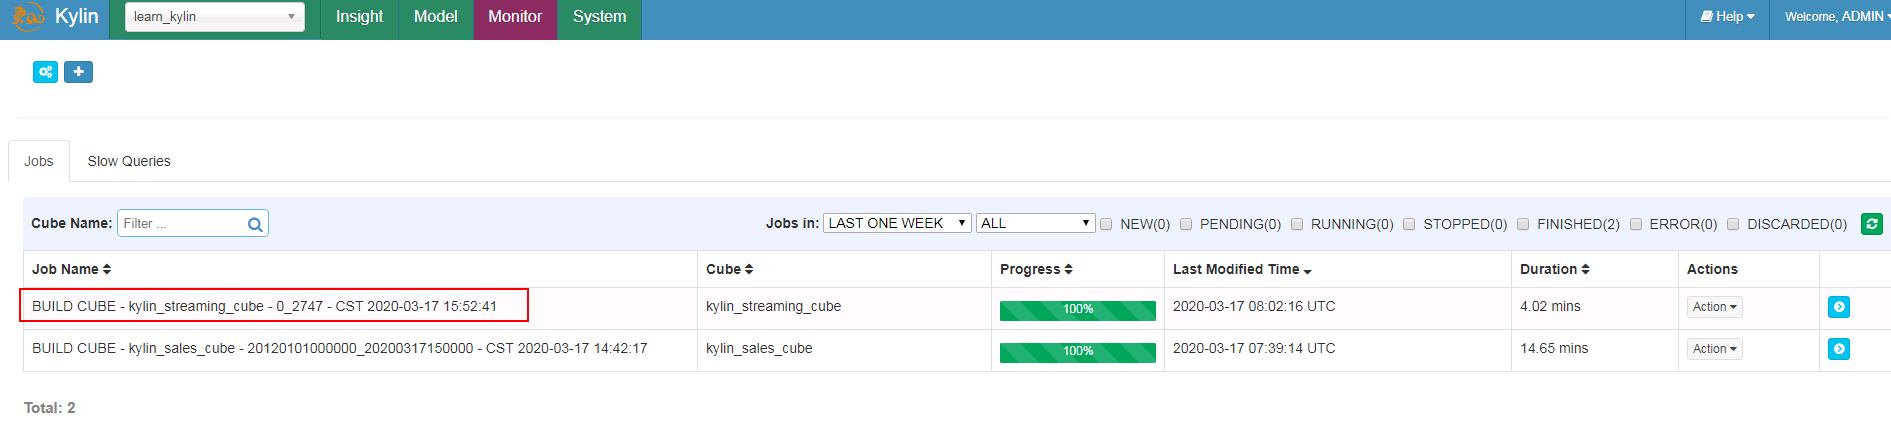 Kylin learn_kylin Insight Model Monitor System Help Welcome, ADMIN
Jobs Slow Queries
Cube Name: Filter ... Jobs in: LAST ONE WEEK ALL NEW(0) PENDING(0) RUNNING(0) STOPPED(0) FINISHED(2) ERROR(0) DISCARDED(0)
Job Name Cube Progress Last Modified Time Duration Actions
BUILD CUBE - kylin_streaming_cube - 0_2747 - CST 2020-03-17 15:52:41 kylin_streaming_cube 100% 2020-03-17 08:02:16 UTC 4.02 mins Action
BUILD CUBE - kylin_sales_cube - 20120101000000_20200317150000 - CST 2020-03-17 14:42:17 kylin_sales_cube 100% 2020-03-17 07:39:14 UTC 14.65 mins Action
Total: 2